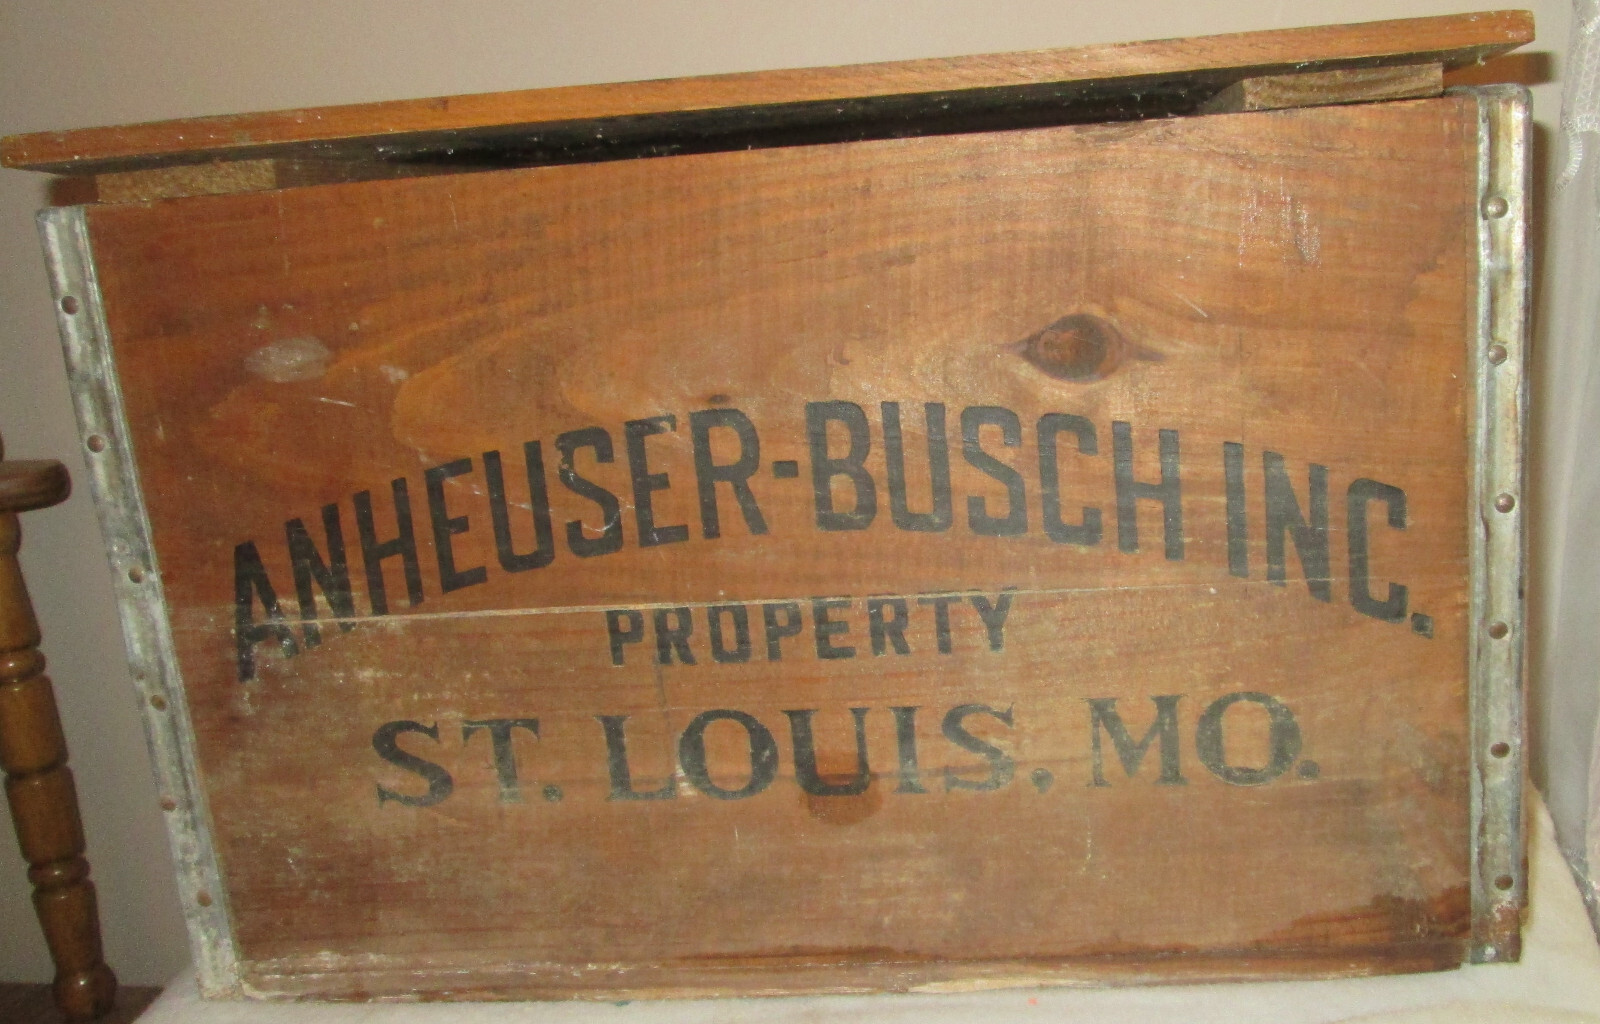 ANHEUSER-BUSCH INC.
PROPERTY
ST. LOUIS, MO.